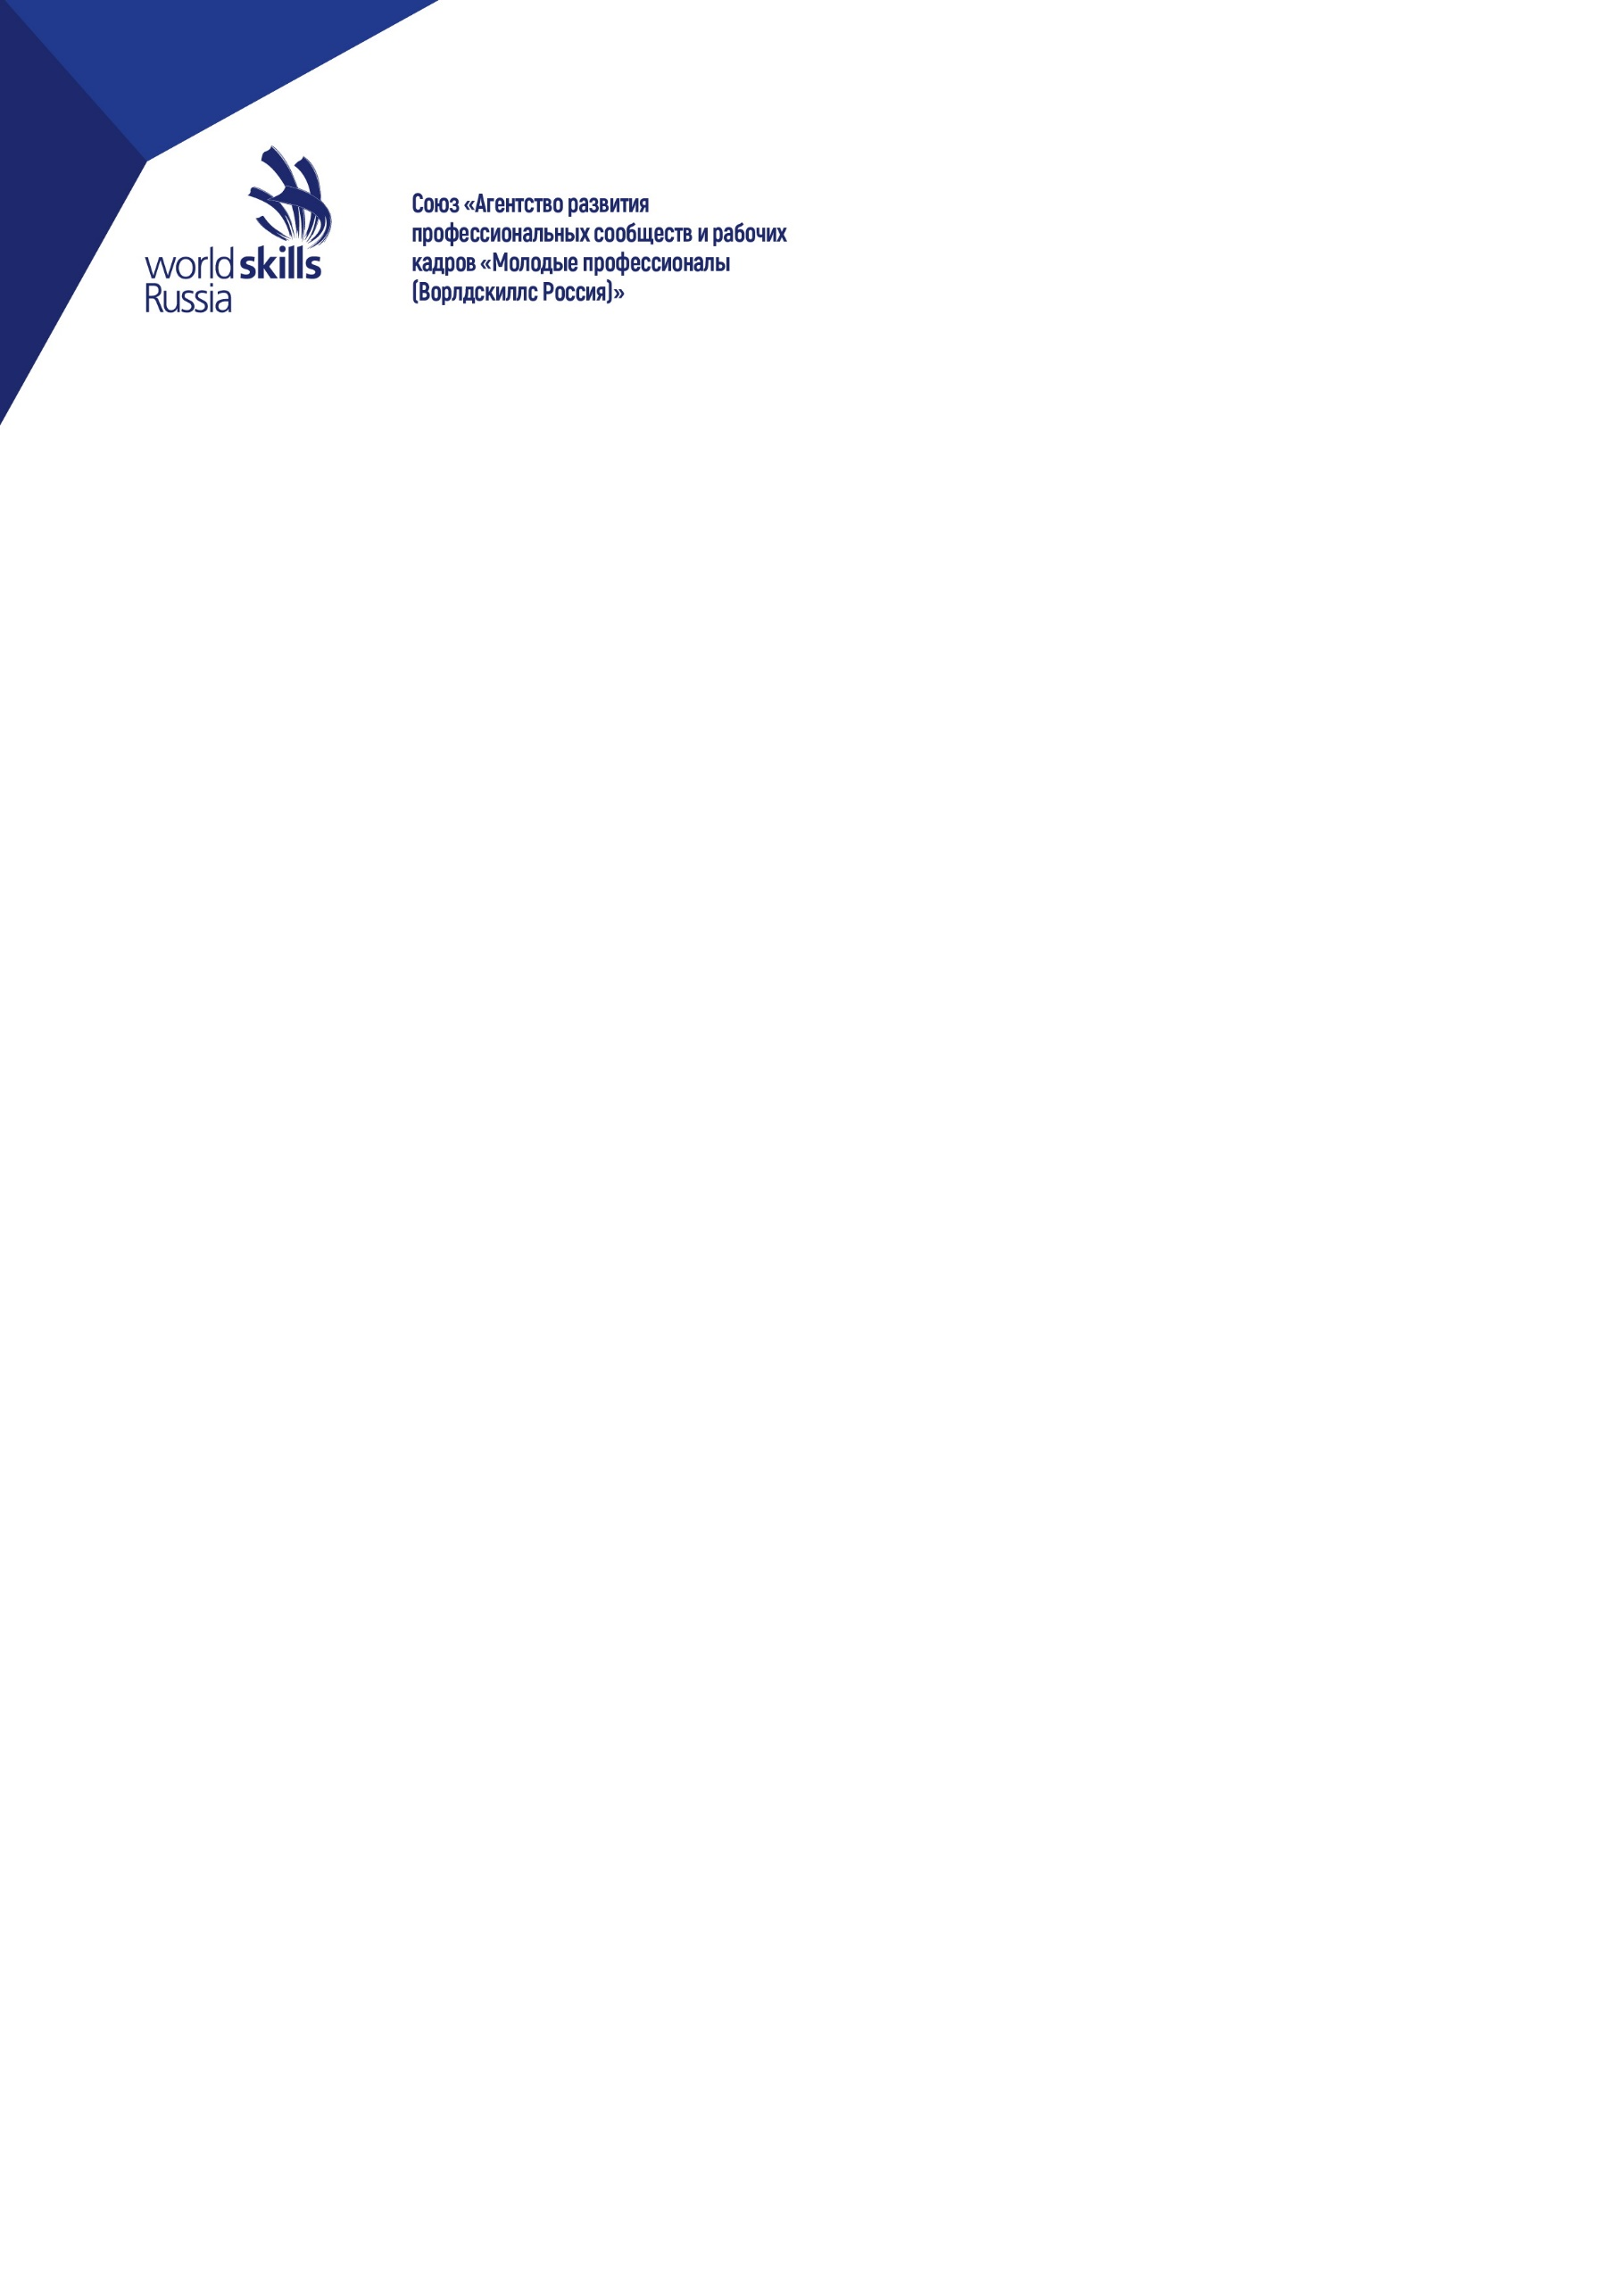 world skills
Russia
Союз «Агентство развития
профессиональных сообществ и рабочих
кадров «Молодые профессионалы
(Ворлдскиллс Россия)»